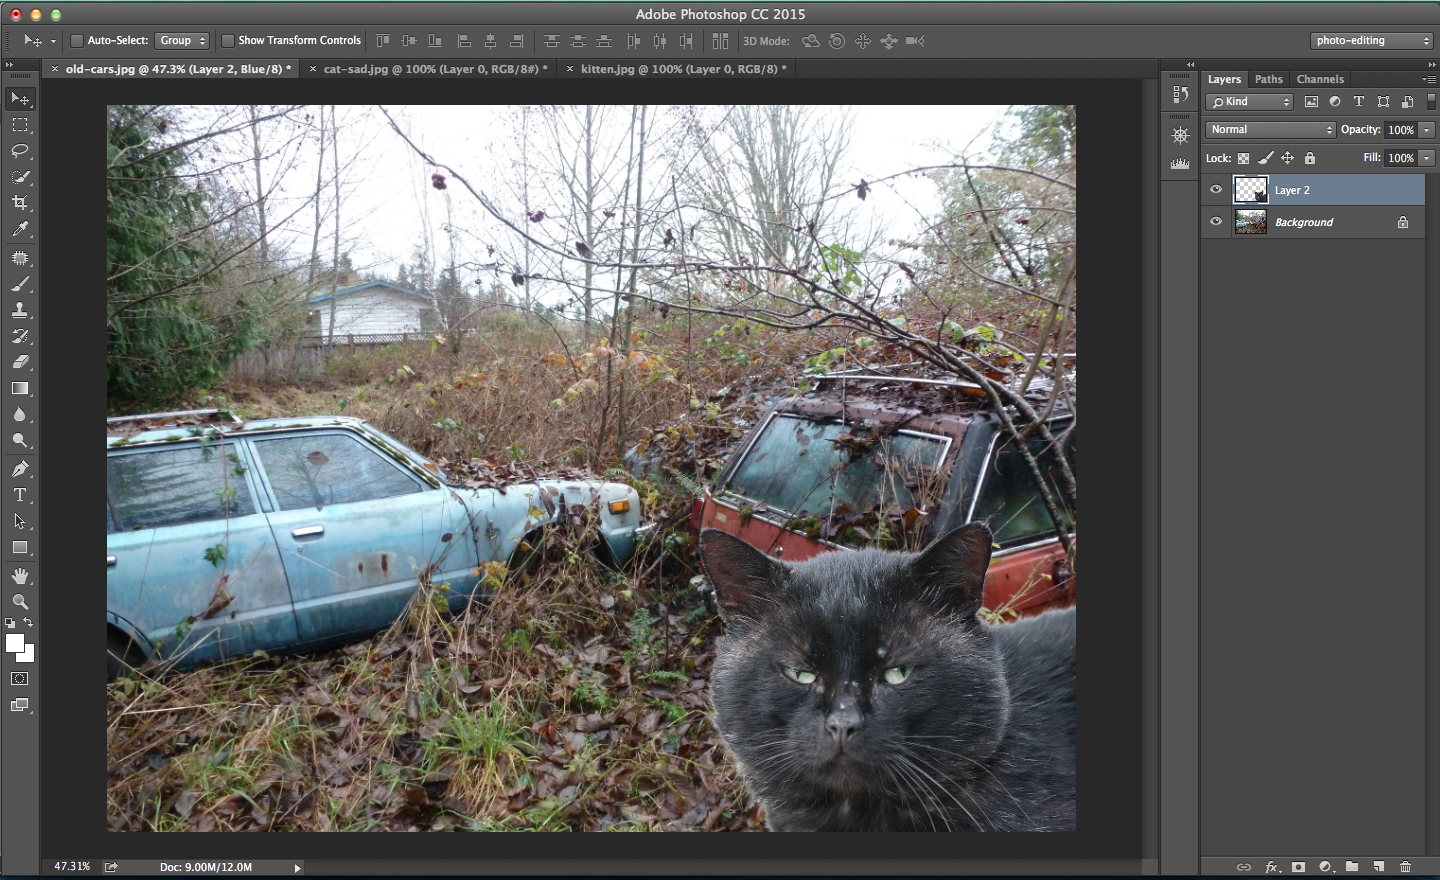 Adobe Photoshop CC 2015
Auto-Select: Group Show Transform Controls 3D Mode: photo-editing
× old-cars.jpg @ 47.3% (Layer 2, Blue/8) * × cat-sad.jpg @ 100% (Layer 0, RGB/8#) * × kitten.jpg @ 100% (Layer 0, RGB/8) *
Layers Paths Channels
Kind
Normal Opacity: 100%
Lock: Fill: 100%
Layer 2
Background
47.31% Doc: 9.00M/12.0M